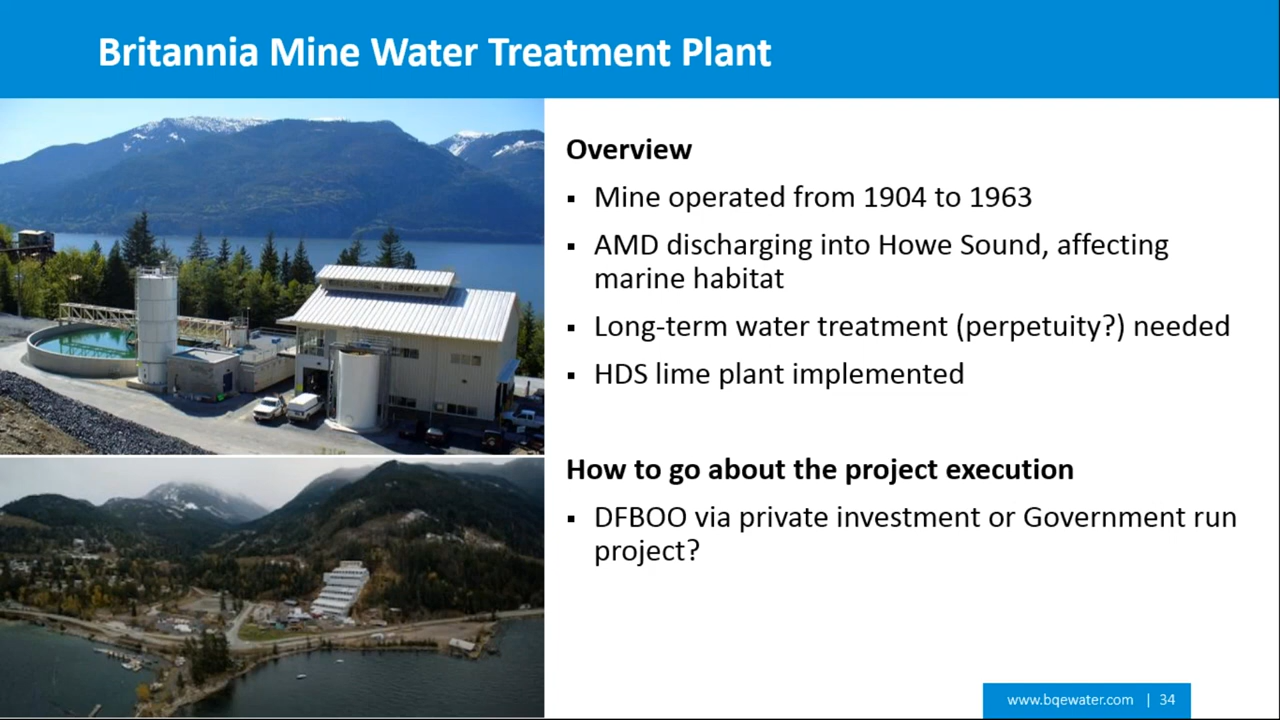 Britannia Mine Water Treatment Plant
Overview
▪ Mine operated from 1904 to 1963
▪ AMD discharging into Howe Sound, affecting
marine habitat
▪ Long-term water treatment (perpetuity?) needed
▪ HDS lime plant implemented
How to go about the project execution
▪ DFBOO via private investment or Government run
project?
www.bqewater.com | 34